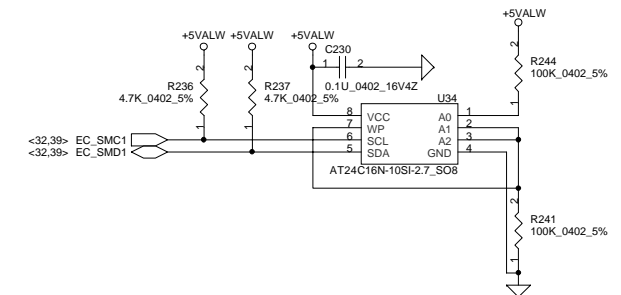 +5VALW
+5VALW +5VALW +5VALW
C230
1 2
0.1U_0402_16V4Z
R244
100K_0402_5%
2
1
R236
4.7K_0402_5%
2
1
R237
4.7K_0402_5%
2
1
U34
8 VCC A0 1
7 WP A1 2
6 SCL A2 3
5 SDA GND 4
AT24C16N-10SI-2.7_SO8
<32,39> EC_SMC1
<32,39> EC_SMD1
R241
100K_0402_5%
2
1